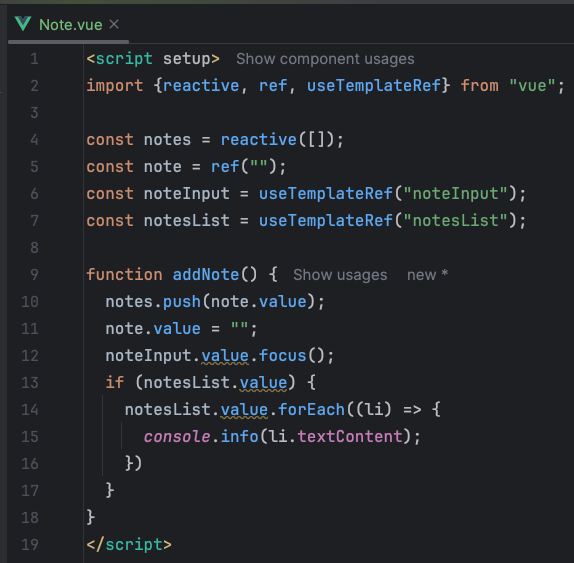 Note.vue
1 <script setup> Show component usages
2 import {reactive, ref, useTemplateRef} from "vue";
3
4 const notes = reactive([]);
5 const note = ref("");
6 const noteInput = useTemplateRef("noteInput");
7 const notesList = useTemplateRef("notesList");
8
9 function addNote() { Show usages new *
10 notes.push(note.value);
11 note.value = "";
12 noteInput.value.focus();
13 if (notesList.value) {
14 notesList.value.forEach((li) => {
15 console.info(li.textContent);
16 })
17 }
18 }
19 </script>